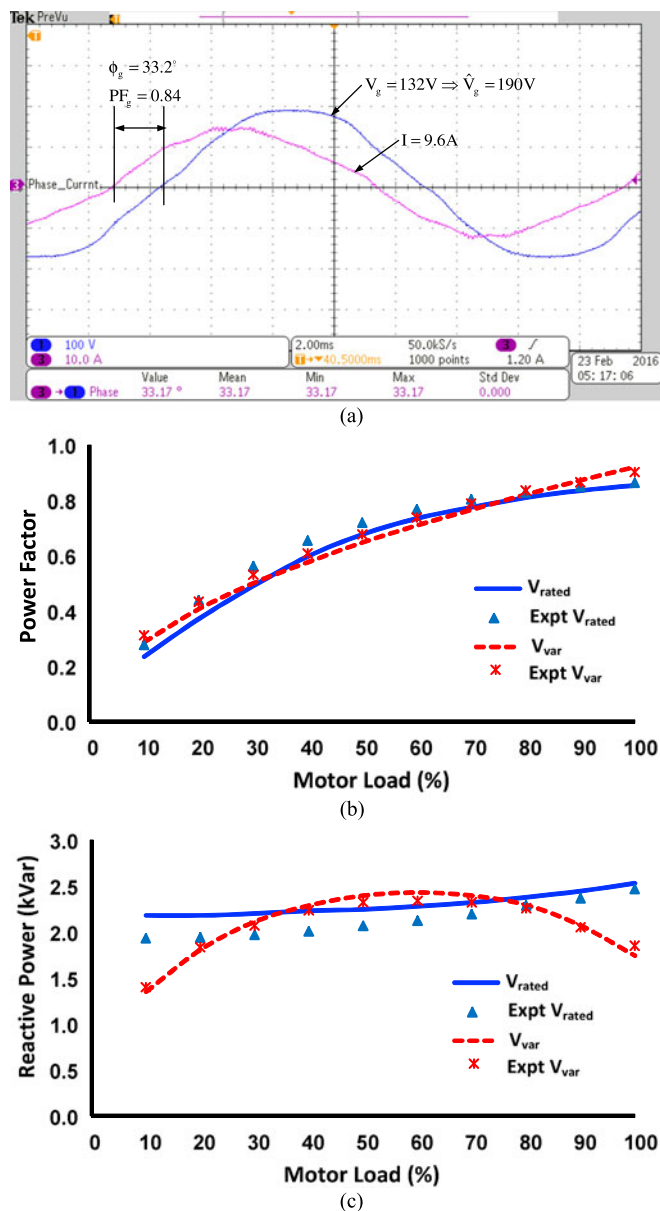 Tek PreVu
T
ϕg = 33.2°
PFg = 0.84
Vg = 132V ⇒ V̂g = 190V
I = 9.6A
3 Phase_Currnt
1 100 V
3 10.0 A
2.00ms 50.0kS/s 3
T→▼40.5000ms 1000 points 1.20 A
23 Feb 2016
05: 17: 06
Value Mean Min Max Std Dev
3 → 1 Phase 33.17 ° 33.17 33.17 33.17 0.000
(a)
1.0
0.8
0.6
0.4
0.2
0.0
Power Factor
Vrated
Expt Vrated
Vvar
Expt Vvar
0 10 20 30 40 50 60 70 80 90 100
Motor Load (%)
(b)
3.0
2.5
2.0
1.5
1.0
0.5
0.0
Reactive Power (kVar)
Vrated
Expt Vrated
Vvar
Expt Vvar
0 10 20 30 40 50 60 70 80 90 100
Motor Load (%)
(c)